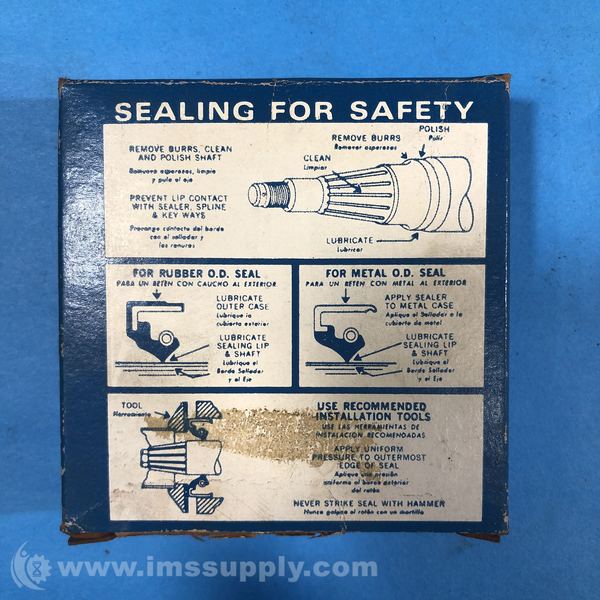 SEALING FOR SAFETY
REMOVE BURRS, CLEAN
AND POLISH SHAFT
Remueva asperezas, limpie
y pule el eje
PREVENT LIP CONTACT
WITH SEALER, SPLINE
& KEY WAYS
Prevenga contacto del borde
con el sellador y
las ranuras
REMOVE BURRS
Remover asperezas
POLISH
Pulir
CLEAN
Limpiar
LUBRICATE
Lubricar
FOR RUBBER O.D. SEAL
PARA UN RETÉN CON CAUCHO AL EXTERIOR
LUBRICATE
OUTER CASE
Lubrique la
cubierta exterior
LUBRICATE
SEALING LIP
& SHAFT
Lubrique el
Borde Sellador
y el Eje
FOR METAL O.D. SEAL
PARA UN RETÉN CON METAL AL EXTERIOR
APPLY SEALER
TO METAL CASE
Aplique el Sellador a la
cubierta de metal
LUBRICATE
SEALING LIP
& SHAFT
Lubrique el
Borde Sellador
y el Eje
TOOL
Herramienta
USE RECOMMENDED
INSTALLATION TOOLS
USE LAS HERRAMIENTAS DE
INSTALACIÓN RECOMENDADAS
APPLY UNIFORM
PRESSURE TO OUTERMOST
EDGE OF SEAL
Aplique una presión
uniforme al borde exterior
del retén
NEVER STRIKE SEAL WITH HAMMER
Nunca golpee el retén con un martillo
www.imssupply.com